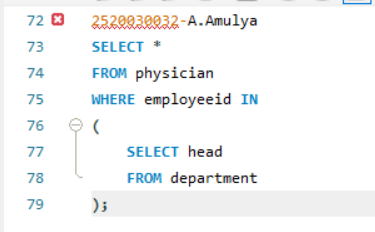 72 2520030032-A.Amulya
73 SELECT *
74 FROM physician
75 WHERE employeeid IN
76 (
77 SELECT head
78 FROM department
79 );